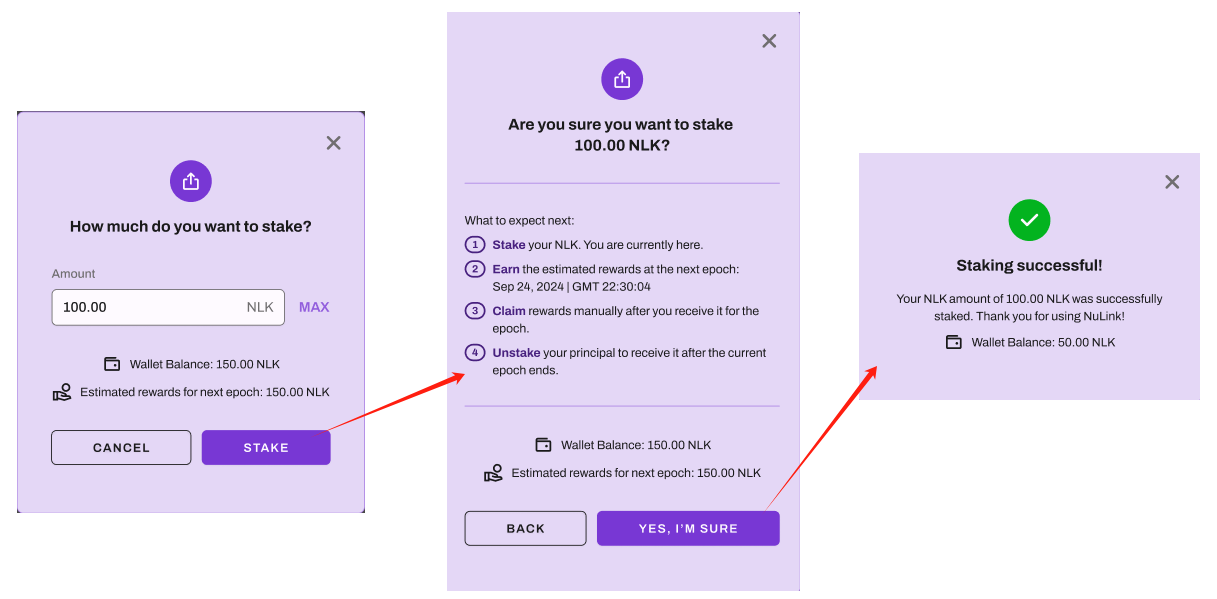 How much do you want to stake?
Amount
100.00 NLK MAX
Wallet Balance: 150.00 NLK
Estimated rewards for next epoch: 150.00 NLK
CANCEL STAKE
Are you sure you want to stake
100.00 NLK?
What to expect next:
1 Stake your NLK. You are currently here.
2 Earn the estimated rewards at the next epoch:
Sep 24, 2024 | GMT 22:30:04
3 Claim rewards manually after you receive it for the
epoch.
4 Unstake your principal to receive it after the current
epoch ends.
Wallet Balance: 150.00 NLK
Estimated rewards for next epoch: 150.00 NLK
BACK YES, I'M SURE
Staking successful!
Your NLK amount of 100.00 NLK was successfully
staked. Thank you for using NuLink!
Wallet Balance: 50.00 NLK